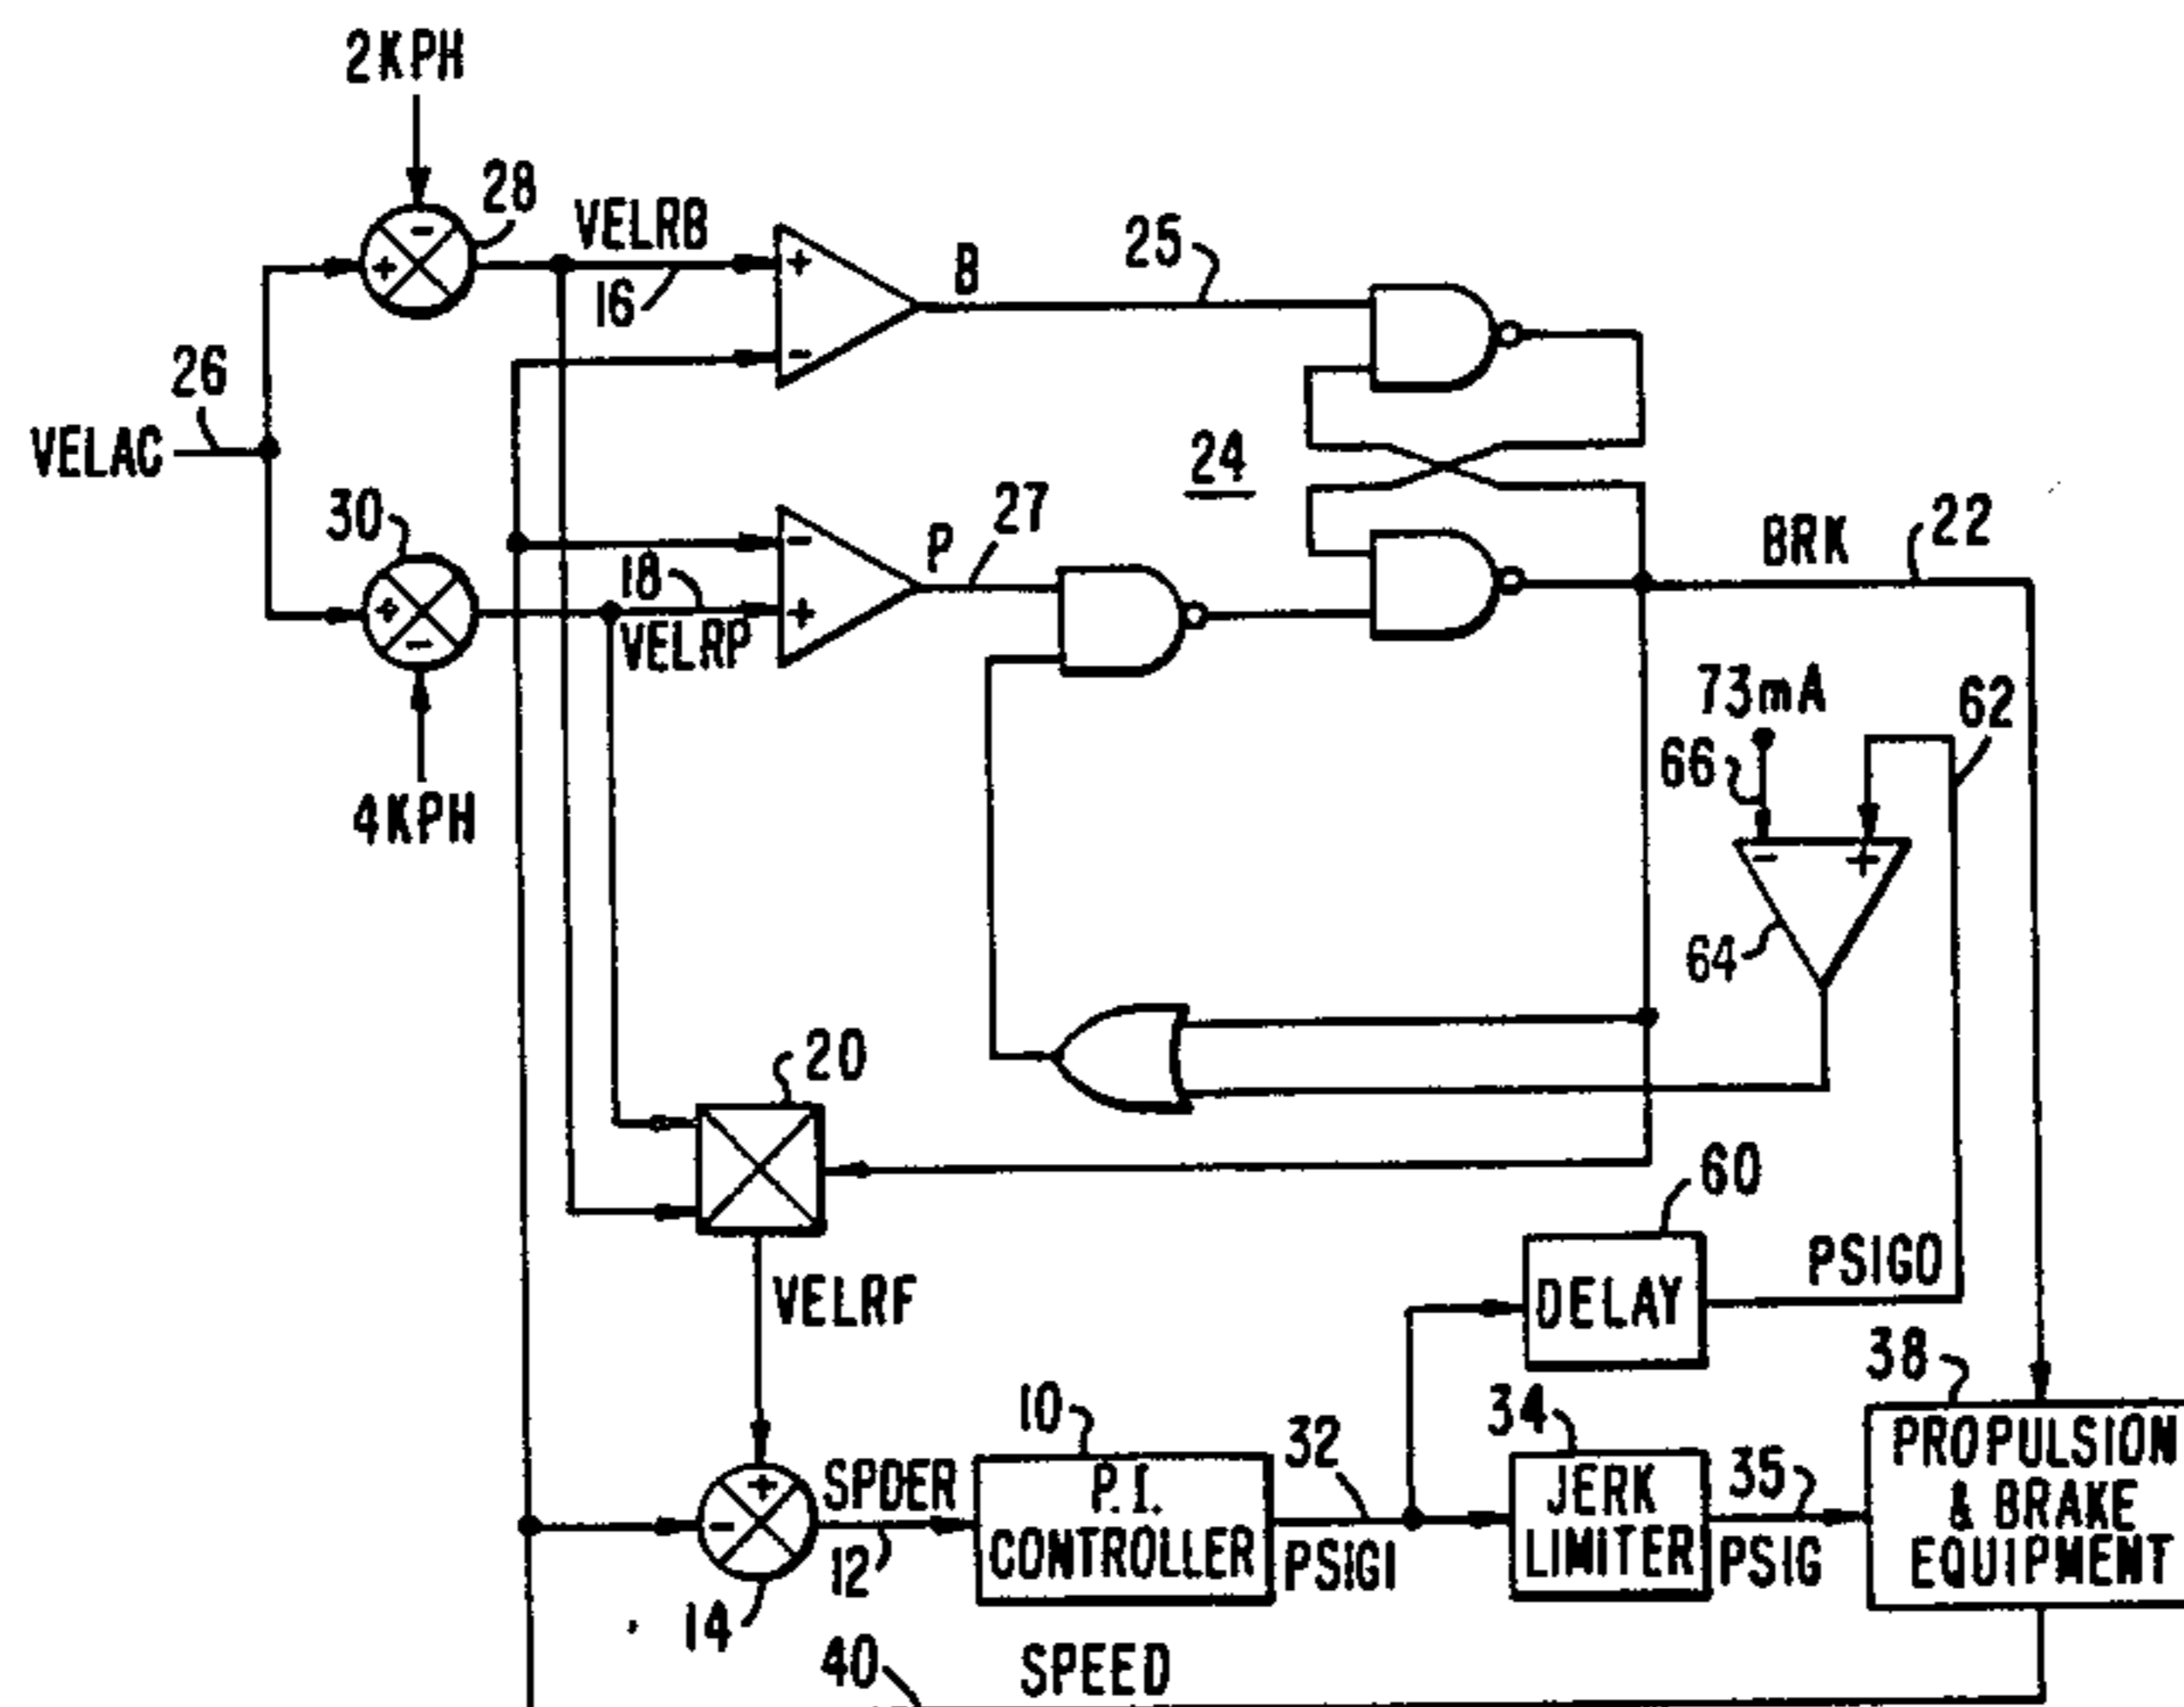 2KPH
28
VELRB
16
B
25
26
VELAC
24
30
18
VELRP
P
27
BRK
22
4KPH
73mA
66
62
64
20
60
DELAY
PSIGO
VELRF
38
10
32
34
35
SPDER
12
P.I.
CONTROLLER
PSIGI
JERK
LIMITER
PSIG
PROPULSION
& BRAKE
EQUIPMENT
14
40
SPEED